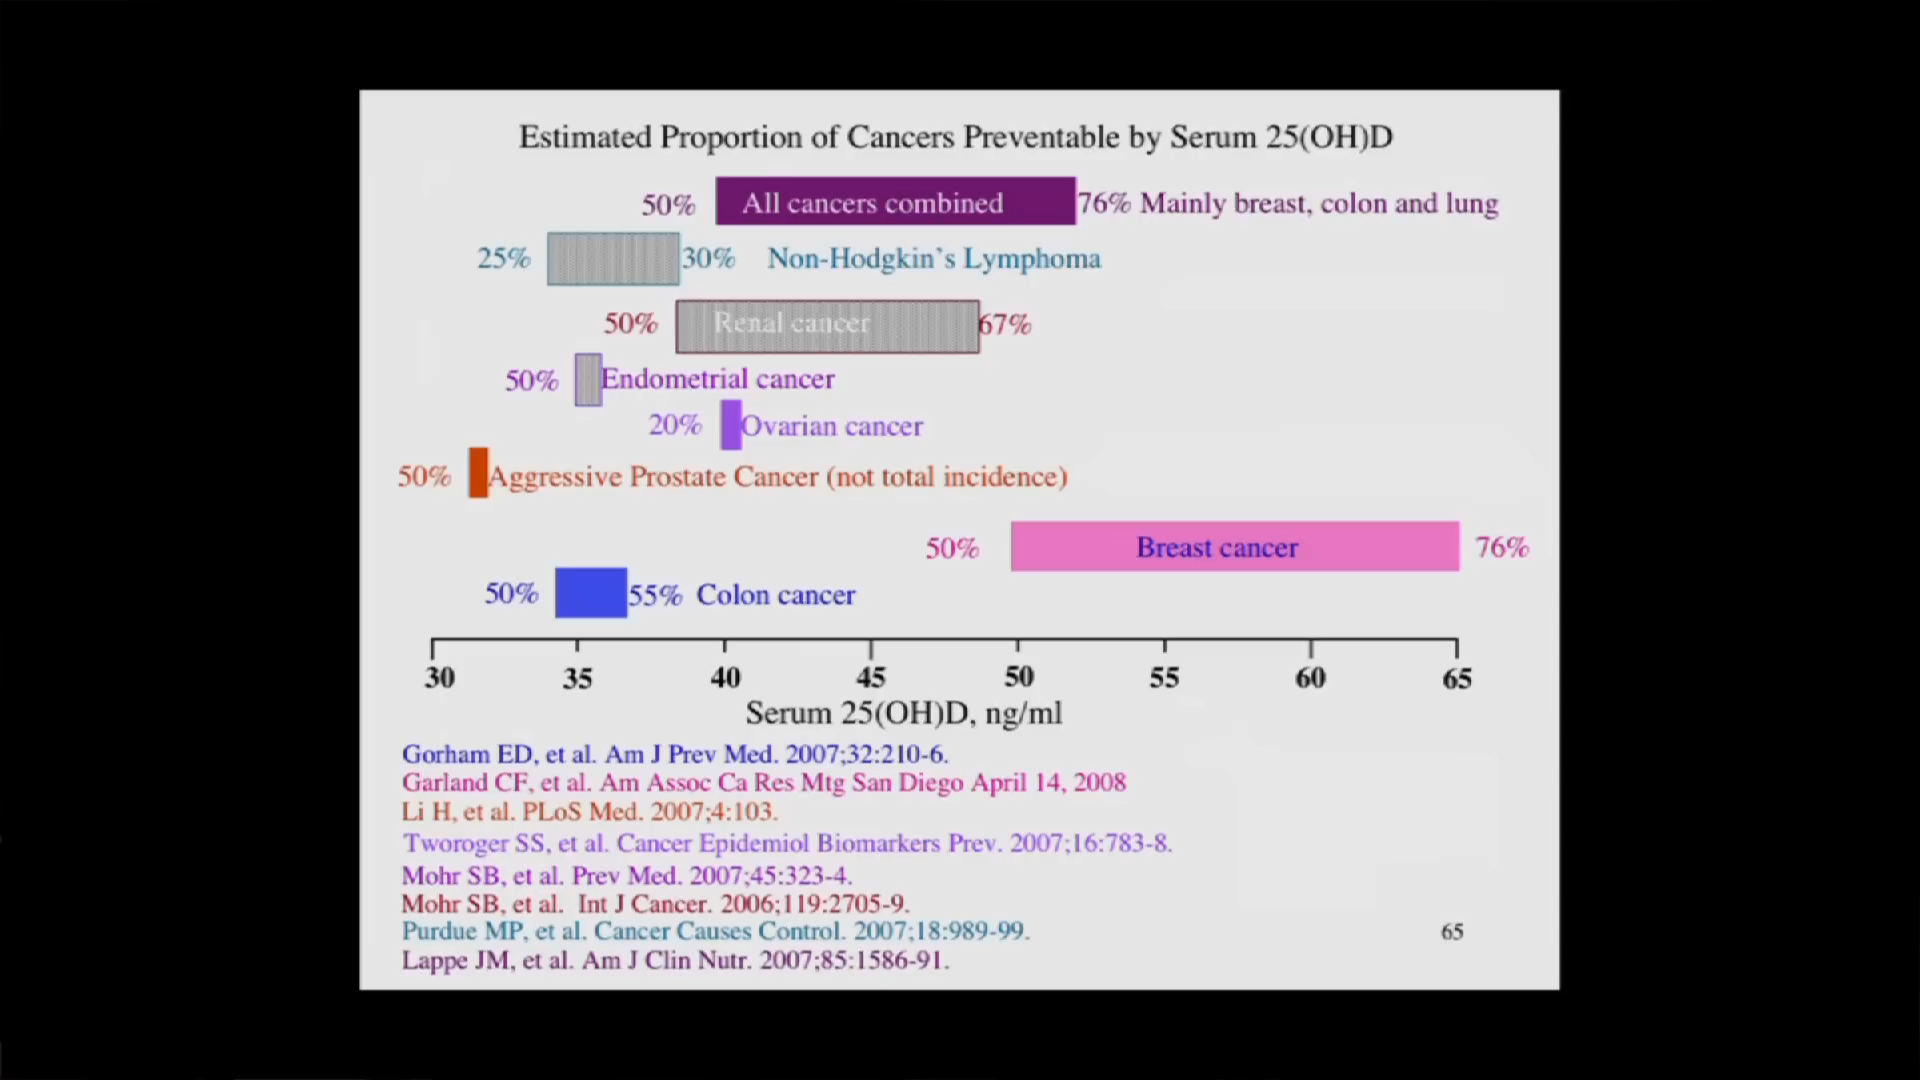 Estimated Proportion of Cancers Preventable by Serum 25(OH)D
50% All cancers combined 76% Mainly breast, colon and lung
25% 30% Non-Hodgkin's Lymphoma
50% Renal cancer 67%
50% Endometrial cancer
20% Ovarian cancer
50% Aggressive Prostate Cancer (not total incidence)
50% Breast cancer 76%
50% 55% Colon cancer
30 35 40 45 50 55 60 65
Serum 25(OH)D, ng/ml
Gorham ED, et al. Am J Prev Med. 2007;32:210-6.
Garland CF, et al. Am Assoc Ca Res Mtg San Diego April 14, 2008
Li H, et al. PLoS Med. 2007;4:103.
Tworoger SS, et al. Cancer Epidemiol Biomarkers Prev. 2007;16:783-8.
Mohr SB, et al. Prev Med. 2007;45:323-4.
Mohr SB, et al. Int J Cancer. 2006;119:2705-9.
Purdue MP, et al. Cancer Causes Control. 2007;18:989-99.
65
Lappe JM, et al. Am J Clin Nutr. 2007;85:1586-91.